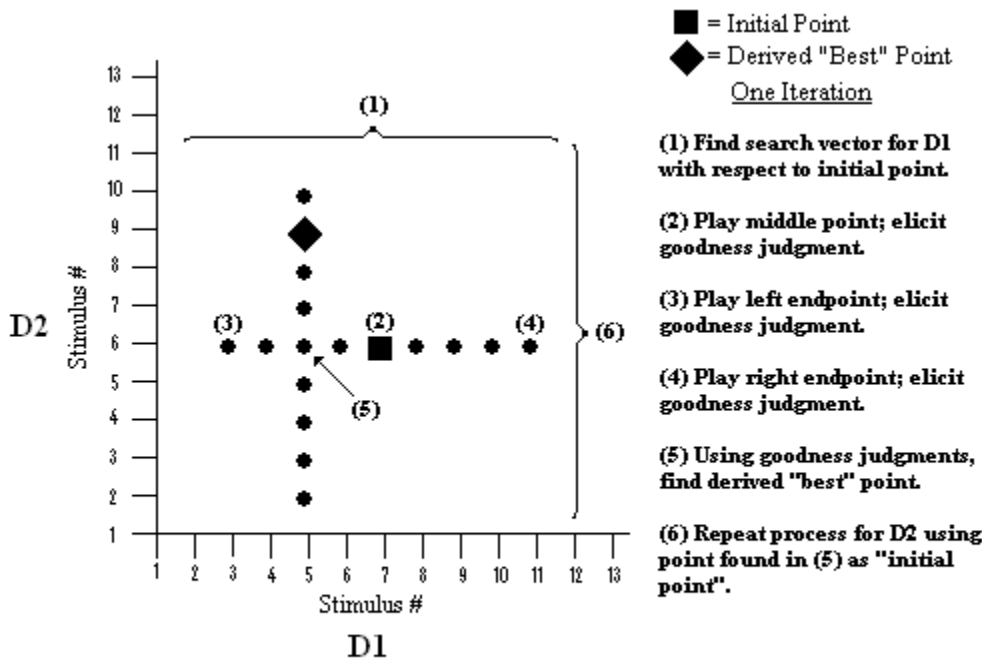 = Initial Point
= Derived "Best" Point
One Iteration
(1) Find search vector for D1
with respect to initial point.
(2) Play middle point; elicit
goodness judgment.
(3) Play left endpoint; elicit
goodness judgment.
(4) Play right endpoint; elicit
goodness judgment.
(5) Using goodness judgments,
find derived "best" point.
(6) Repeat process for D2 using
point found in (5) as "initial
point".
D2
Stimulus #
13
12
11
10
9
8
7
6
5
4
3
2
1
(1)
(3)
(2)
(4)
(6)
(5)
1 2 3 4 5 6 7 8 9 10 11 12 13
Stimulus #
D1